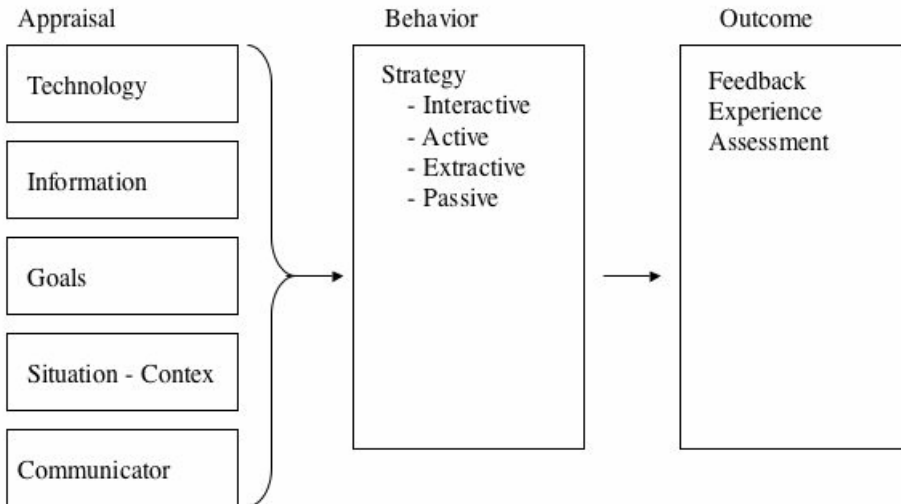 Appraisal
Technology
Information
Goals
Situation - Contex
Communicator
Behavior
Strategy
- Interactive
- Active
- Extractive
- Passive
Outcome
Feedback
Experience
Assessment